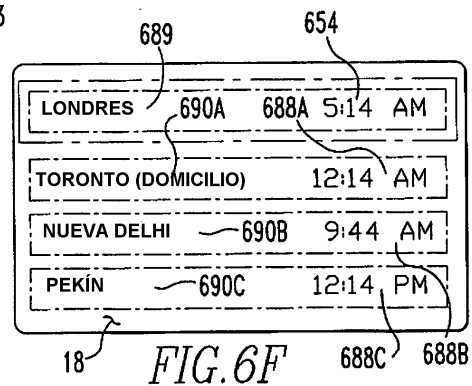 3
689 654
LONDRES 690A 688A 5:14 AM
TORONTO (DOMICILIO) 12:14 AM
NUEVA DELHI 690B 9:44 AM
PEKÍN 690C 12:14 PM
18 FIG.6F 688C 688B